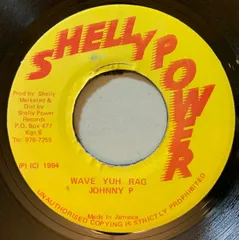 SHELLY POWER
Prod by: Shelly
Marketed &
Dist by
Shelly Power
Records
P.O. Box 477
Kgn 6
Tel: 978-7255
(P) (C) 1994
WAVE YUH RAG
JOHNNY P
Made in Jamaica
UNAUTHORISED COPYING IS STRICTLY PROHIBITED